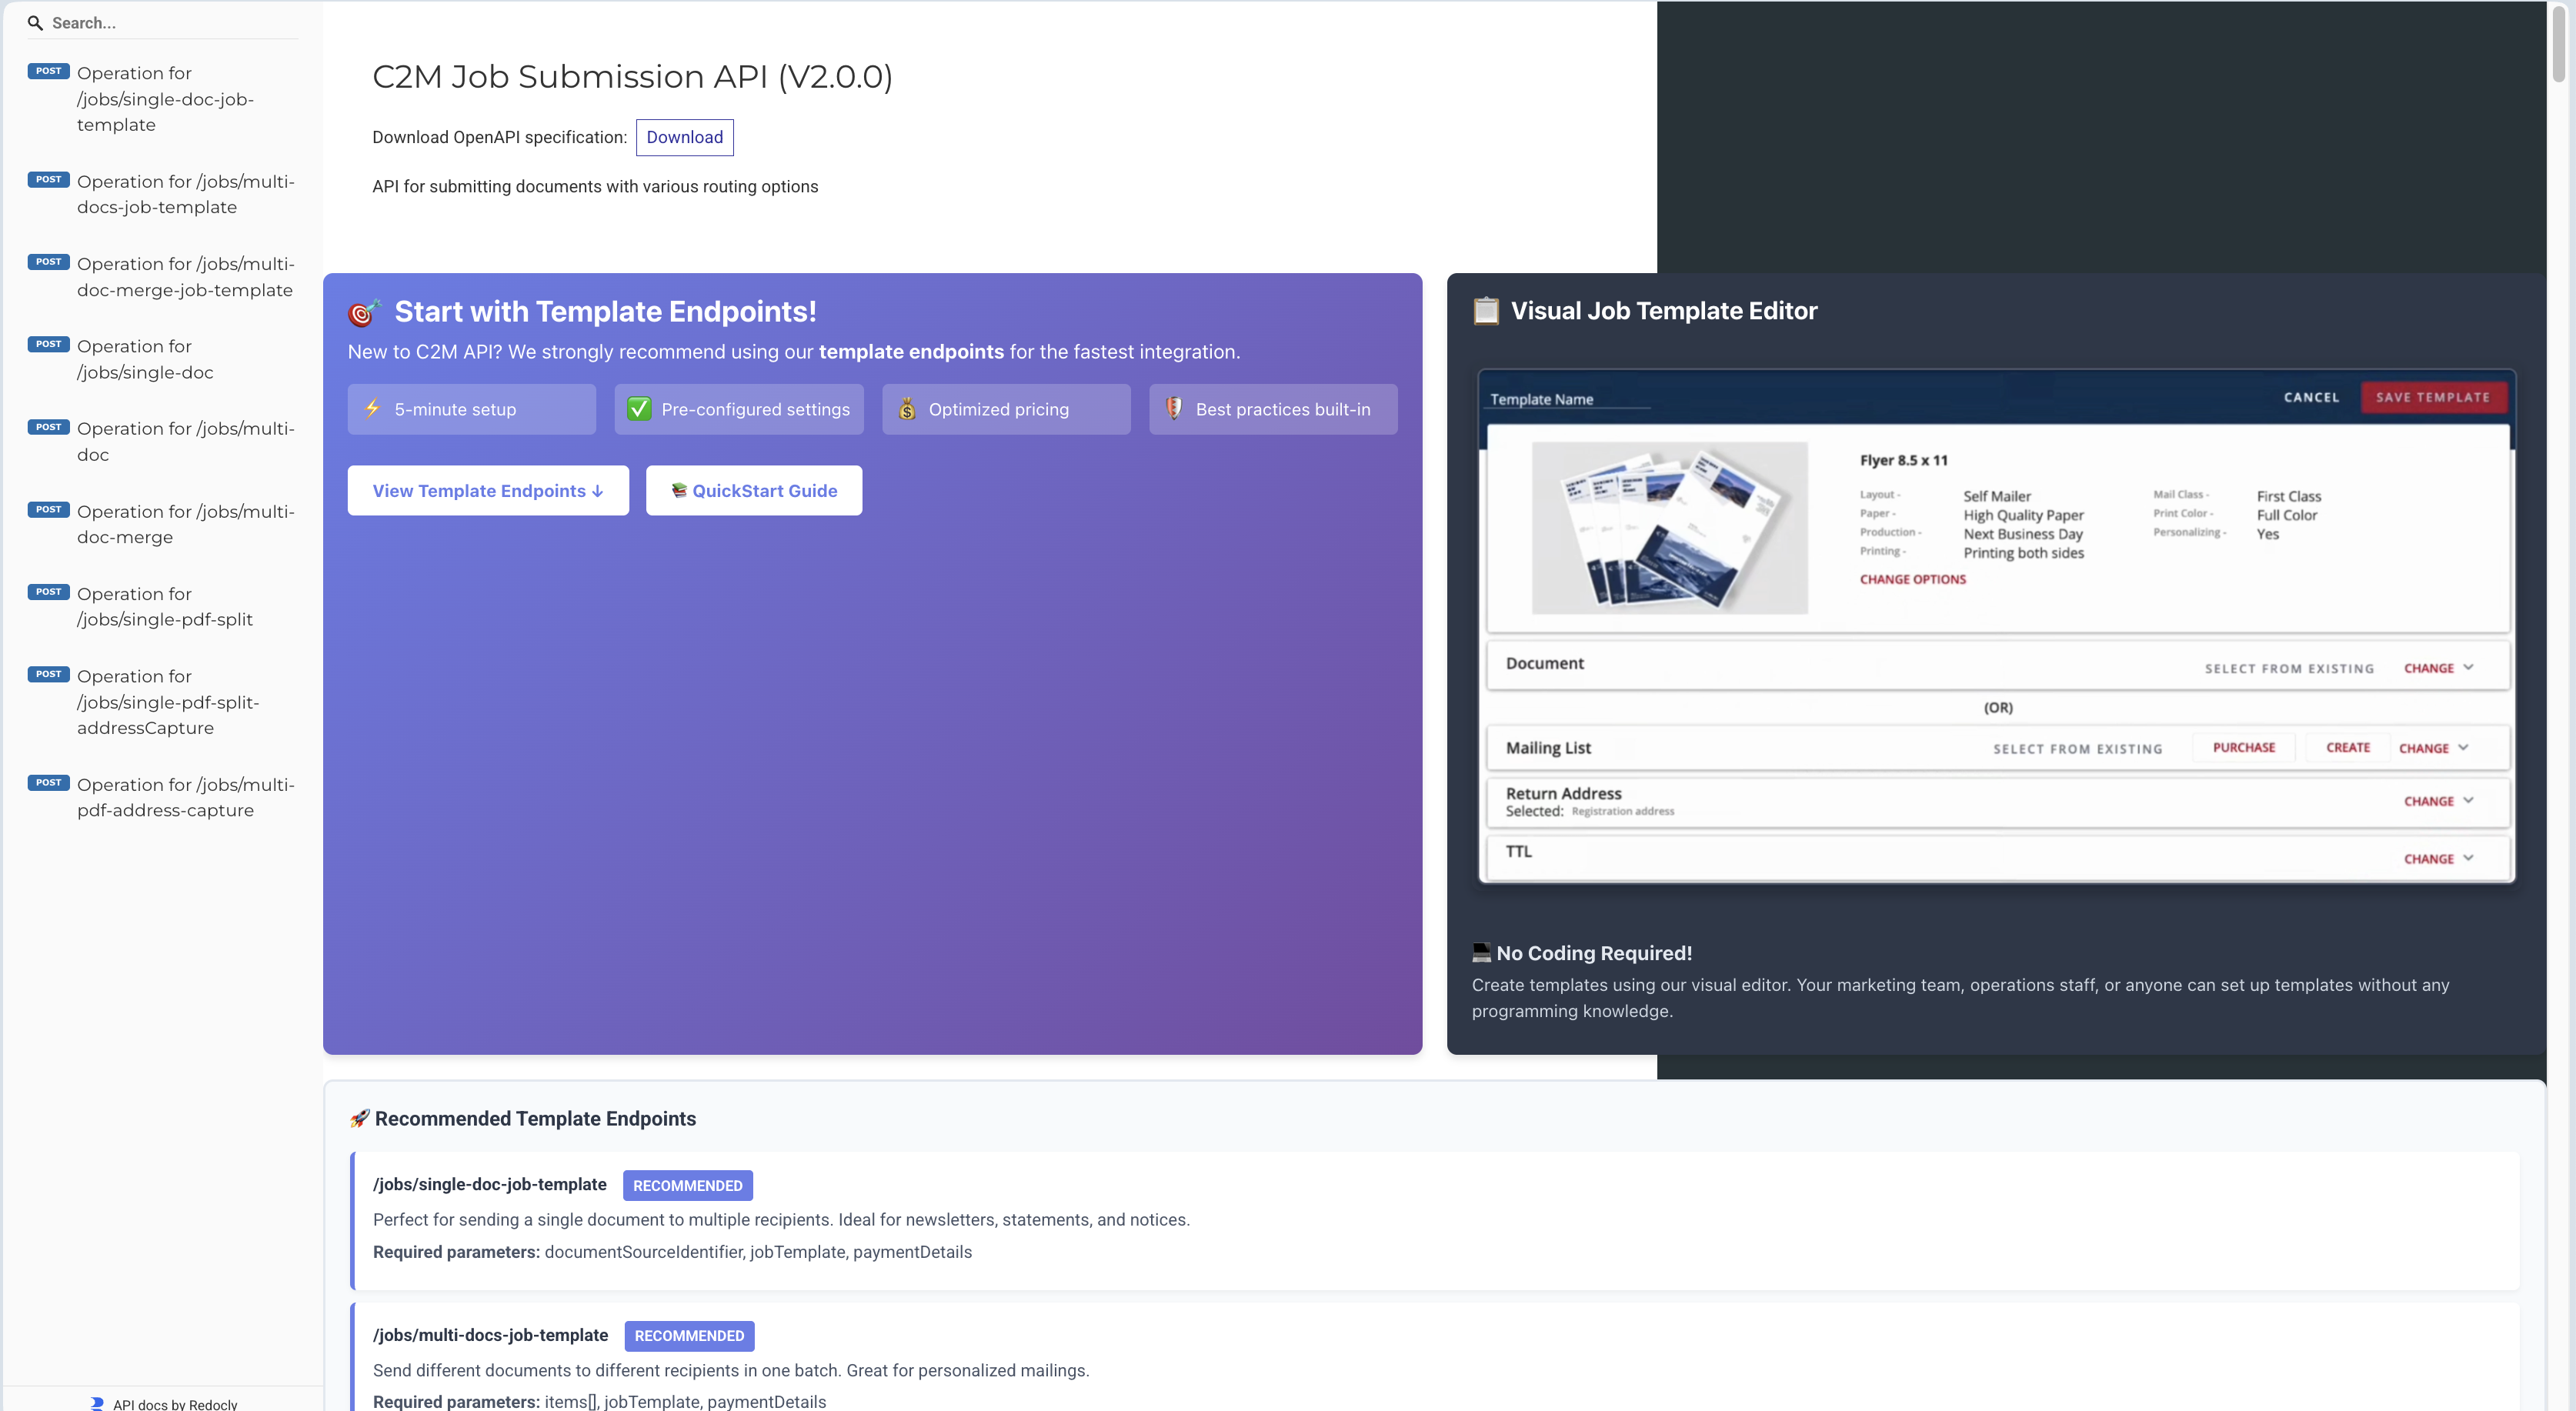 Search...
POST Operation for
/jobs/single-doc-job-
template
POST Operation for /jobs/multi-
docs-job-template
POST Operation for /jobs/multi-
doc-merge-job-template
POST Operation for
/jobs/single-doc
POST Operation for /jobs/multi-
doc
POST Operation for /jobs/multi-
doc-merge
POST Operation for
/jobs/single-pdf-split
POST Operation for
/jobs/single-pdf-split-
addressCapture
POST Operation for /jobs/multi-
pdf-address-capture
API docs by Redocly
C2M Job Submission API (V2.0.0)
Download OpenAPI specification: Download
API for submitting documents with various routing options
🎯 Start with Template Endpoints!
New to C2M API? We strongly recommend using our template endpoints for the fastest integration.
⚡ 5-minute setup
✅ Pre-configured settings
💰 Optimized pricing
🛡️ Best practices built-in
View Template Endpoints ↓
📚 QuickStart Guide
📋 Visual Job Template Editor
Template Name
CANCEL
SAVE TEMPLATE
Flyer 8.5 x 11
Layout - Self Mailer
Paper - High Quality Paper
Production - Next Business Day
Printing - Printing both sides
Mail Class - First Class
Print Color - Full Color
Personalizing - Yes
CHANGE OPTIONS
Document SELECT FROM EXISTING CHANGE
(OR)
Mailing List SELECT FROM EXISTING PURCHASE CREATE CHANGE
Return Address
Selected: Registration address CHANGE
TTL CHANGE
💻 No Coding Required!
Create templates using our visual editor. Your marketing team, operations staff, or anyone can set up templates without any
programming knowledge.
🚀 Recommended Template Endpoints
/jobs/single-doc-job-template RECOMMENDED
Perfect for sending a single document to multiple recipients. Ideal for newsletters, statements, and notices.
Required parameters: documentSourceIdentifier, jobTemplate, paymentDetails
/jobs/multi-docs-job-template RECOMMENDED
Send different documents to different recipients in one batch. Great for personalized mailings.
Required parameters: items[], jobTemplate, paymentDetails